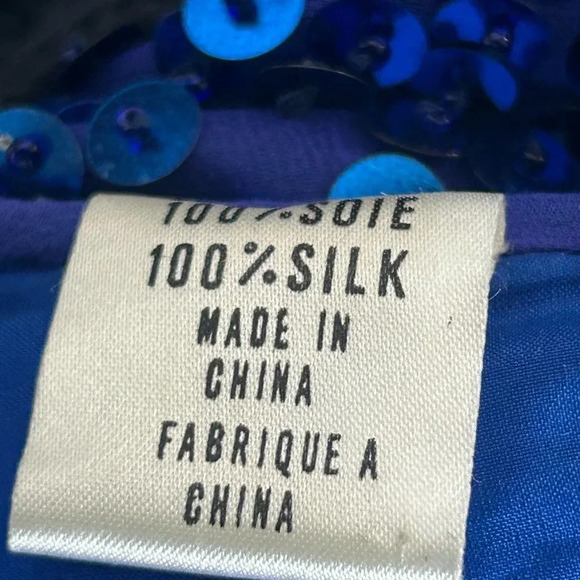 100%SOIE
100%SILK
MADE IN
CHINA
FABRIQUE A
CHINA